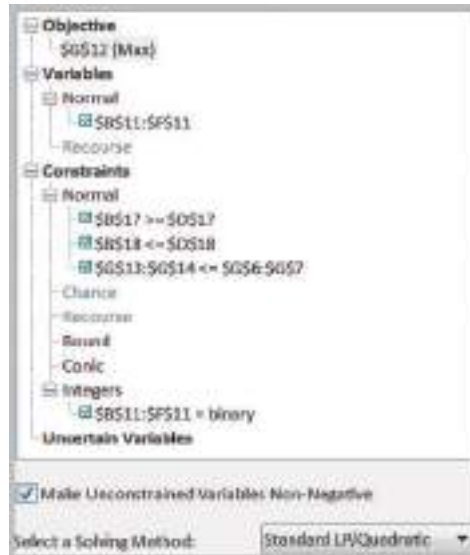 Objective
$G$12 (Max)
Variables
Normal
$B$11:$F$11
Recourse
Constraints
Normal
$B$17 >= $D$17
$B$18 <= $D$18
$G$13:$G$14 <= $G$6:$G$7
Chance
Recourse
Bound
Conic
Integers
$B$11:$F$11 = binary
Uncertain Variables
Make Unconstrained Variables Non-Negative
Select a Solving Method: Standard LP/Quadratic